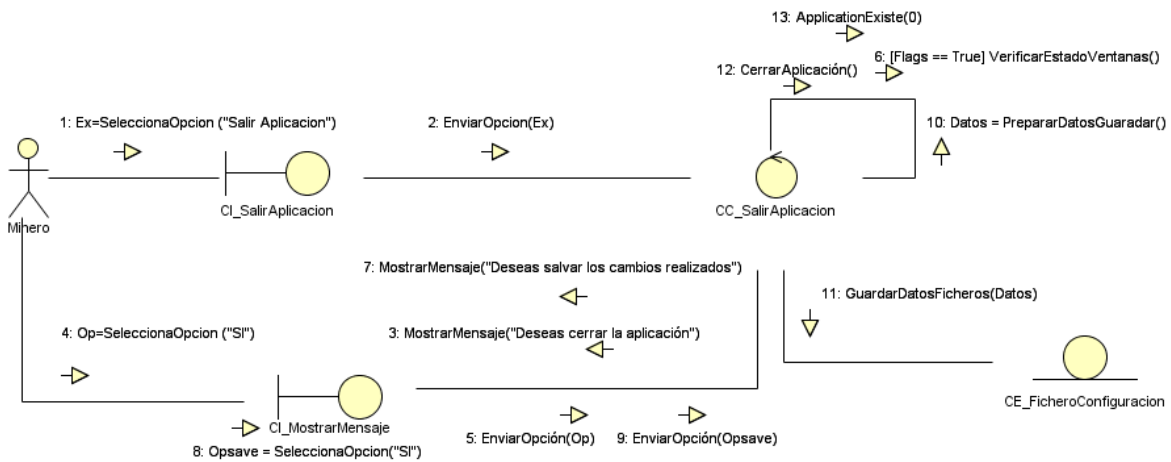 13: ApplicationExiste(0)
6: [Flags == True] VerificarEstadoVentanas()
12: CerrarAplicación()
1: Ex=SeleccionaOpcion ("Salir Aplicacion")
2: EnviarOpcion(Ex)
10: Datos = PrepararDatosGuaradar()
CI_SalirAplicacion
CC_SalirAplicacion
Minero
7: MostrarMensaje("Deseas salvar los cambios realizados")
11: GuardarDatosFicheros(Datos)
4: Op=SeleccionaOpcion ("SI")
3: MostrarMensaje("Deseas cerrar la aplicación")
CE_FicheroConfiguracion
CI_MostrarMensaje
5: EnviarOpción(Op)
9: EnviarOpción(Opsave)
8: Opsave = SeleccionaOpcion("SI")